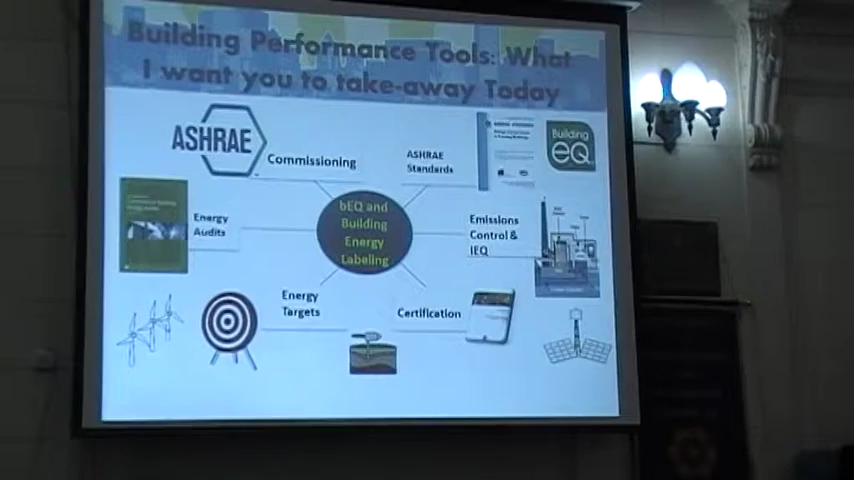 Building Performance Tools: What
I want you to take-away Today
ASHRAE
Commissioning
ASHRAE
Standards
Building
eQ
Energy
Audits
bEQ and
Building
Energy
Labeling
Emissions
Control &
IEQ
Energy
Targets
Certification